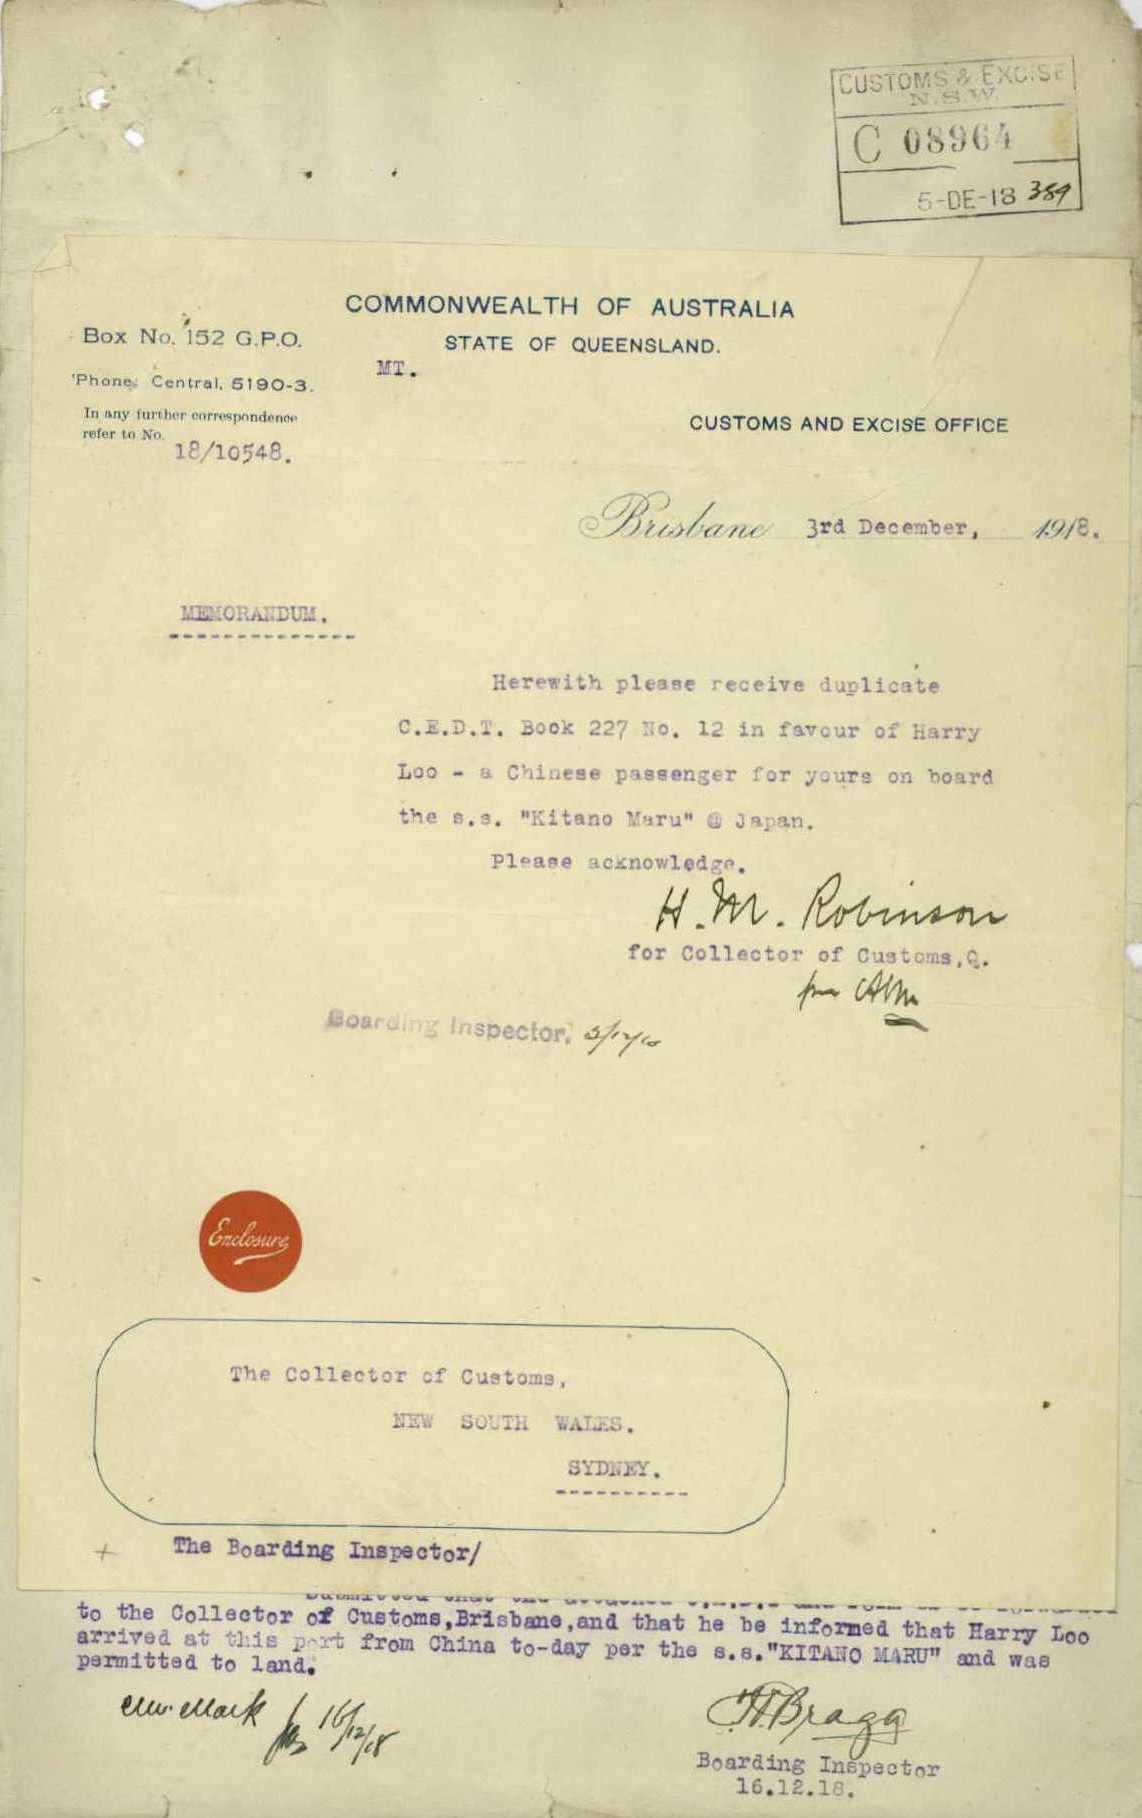 CUSTOMS & EXCISE
N.S.W.
C 08964
5-DE-18 389
COMMONWEALTH OF AUSTRALIA
STATE OF QUEENSLAND.
Box No. 152 G.P.O.
MT.
'Phone, Central, 5190-3.
In any further correspondence
refer to No.
18/10548.
CUSTOMS AND EXCISE OFFICE
Brisbane 3rd December, 1918.
MEMORANDUM.
Herewith please receive duplicate
C.E.D.T. Book 227 No. 12 in favour of Harry
Loo - a Chinese passenger for yours on board
the s.s. "Kitano Maru" @ Japan.
Please acknowledge.
H. M. Robinson
for Collector of Customs,Q.
Boarding Inspector.
Enclosure
The Collector of Customs,
NEW SOUTH WALES.
SYDNEY.
+ The Boarding Inspector/
to the Collector of Customs,Brisbane,and that he be informed that Harry Loo
arrived at this port from China to-day per the s.s."KITANO MARU" and was
permitted to land.
16/12/18
Bragg
Boarding Inspector
16.12.18.